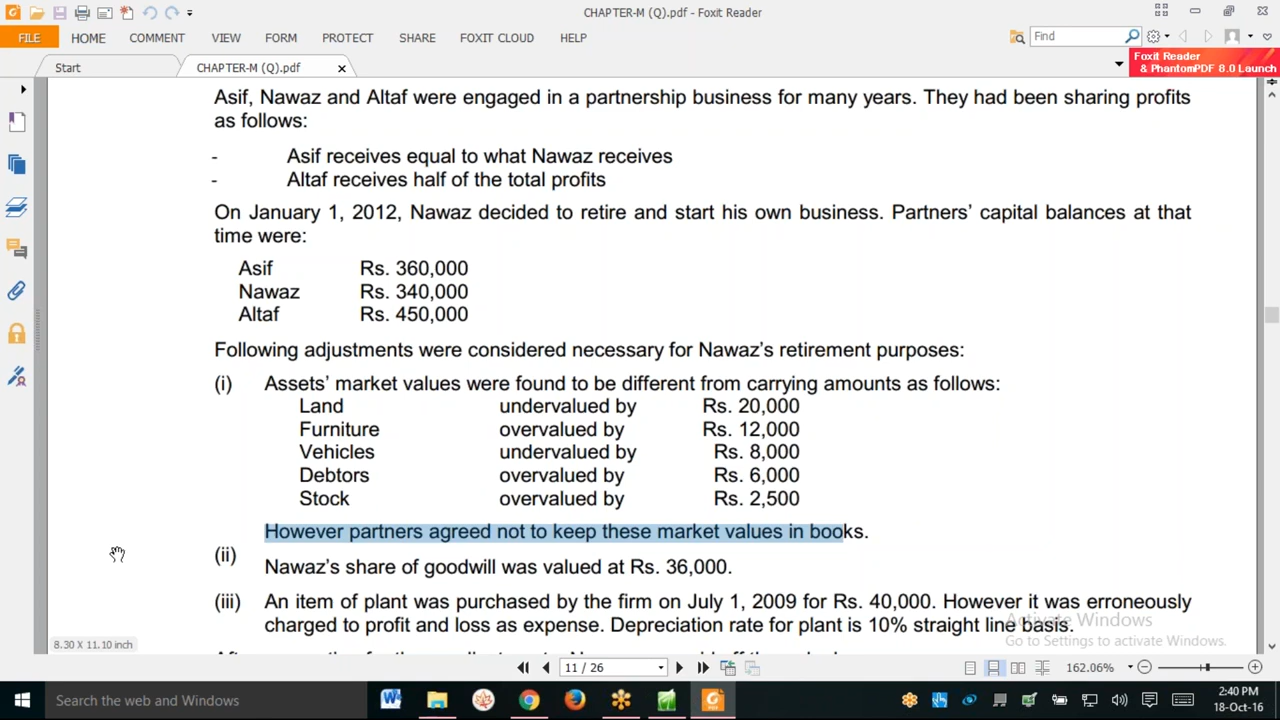 CHAPTER-M (Q).pdf - Foxit Reader
FILE HOME COMMENT VIEW FORM PROTECT SHARE FOXIT CLOUD HELP Find
Start CHAPTER-M (Q).pdf
Foxit Reader
& PhantomPDF 8.0 Launch
Asif, Nawaz and Altaf were engaged in a partnership business for many years. They had been sharing profits
as follows:
- Asif receives equal to what Nawaz receives
- Altaf receives half of the total profits
On January 1, 2012, Nawaz decided to retire and start his own business. Partners' capital balances at that
time were:
Asif Rs. 360,000
Nawaz Rs. 340,000
Altaf Rs. 450,000
Following adjustments were considered necessary for Nawaz's retirement purposes:
(i) Assets' market values were found to be different from carrying amounts as follows:
Land undervalued by Rs. 20,000
Furniture overvalued by Rs. 12,000
Vehicles undervalued by Rs. 8,000
Debtors overvalued by Rs. 6,000
Stock overvalued by Rs. 2,500
However partners agreed not to keep these market values in books.
(ii) Nawaz's share of goodwill was valued at Rs. 36,000.
(iii) An item of plant was purchased by the firm on July 1, 2009 for Rs. 40,000. However it was erroneously
charged to profit and loss as expense. Depreciation rate for plant is 10% straight line basis.
Activate Windows
Go to Settings to activate Windows.
8.30 X 11.10 inch
11 / 26 162.06%
Search the web and Windows
2:40 PM
18-Oct-16